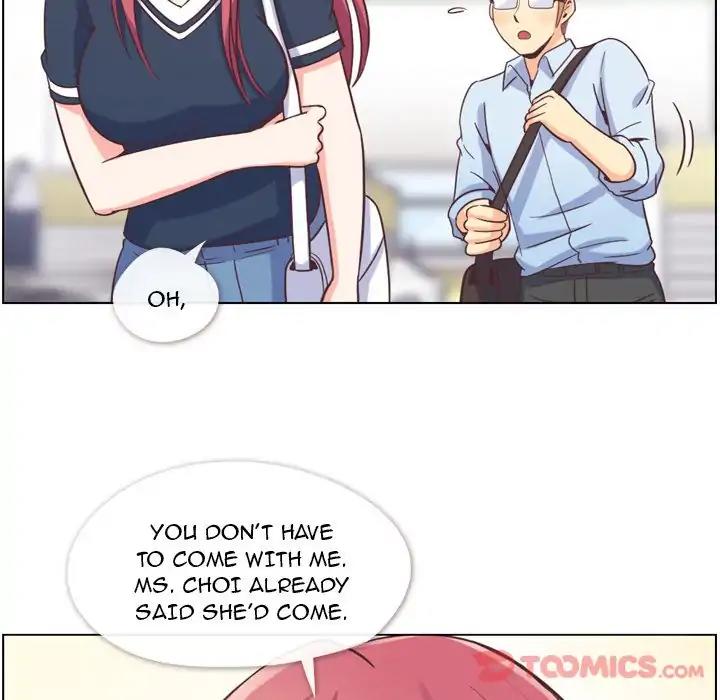 OH,
YOU DON'T HAVE
TO COME WITH ME.
MS. CHOI ALREADY
SAID SHE'D COME.
TOOMICS.COM